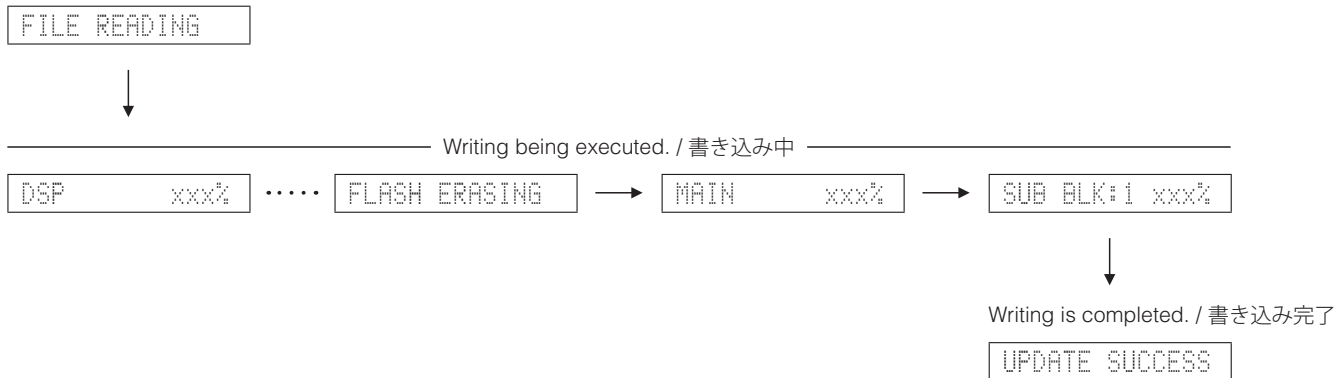 FILE READING
Writing being executed. / 書き込み中
DSP xxx% ..... FLASH ERASING MAIN xxx% SUB BLK:1 xxx%
Writing is completed. / 書き込み完了
UPDATE SUCCESS